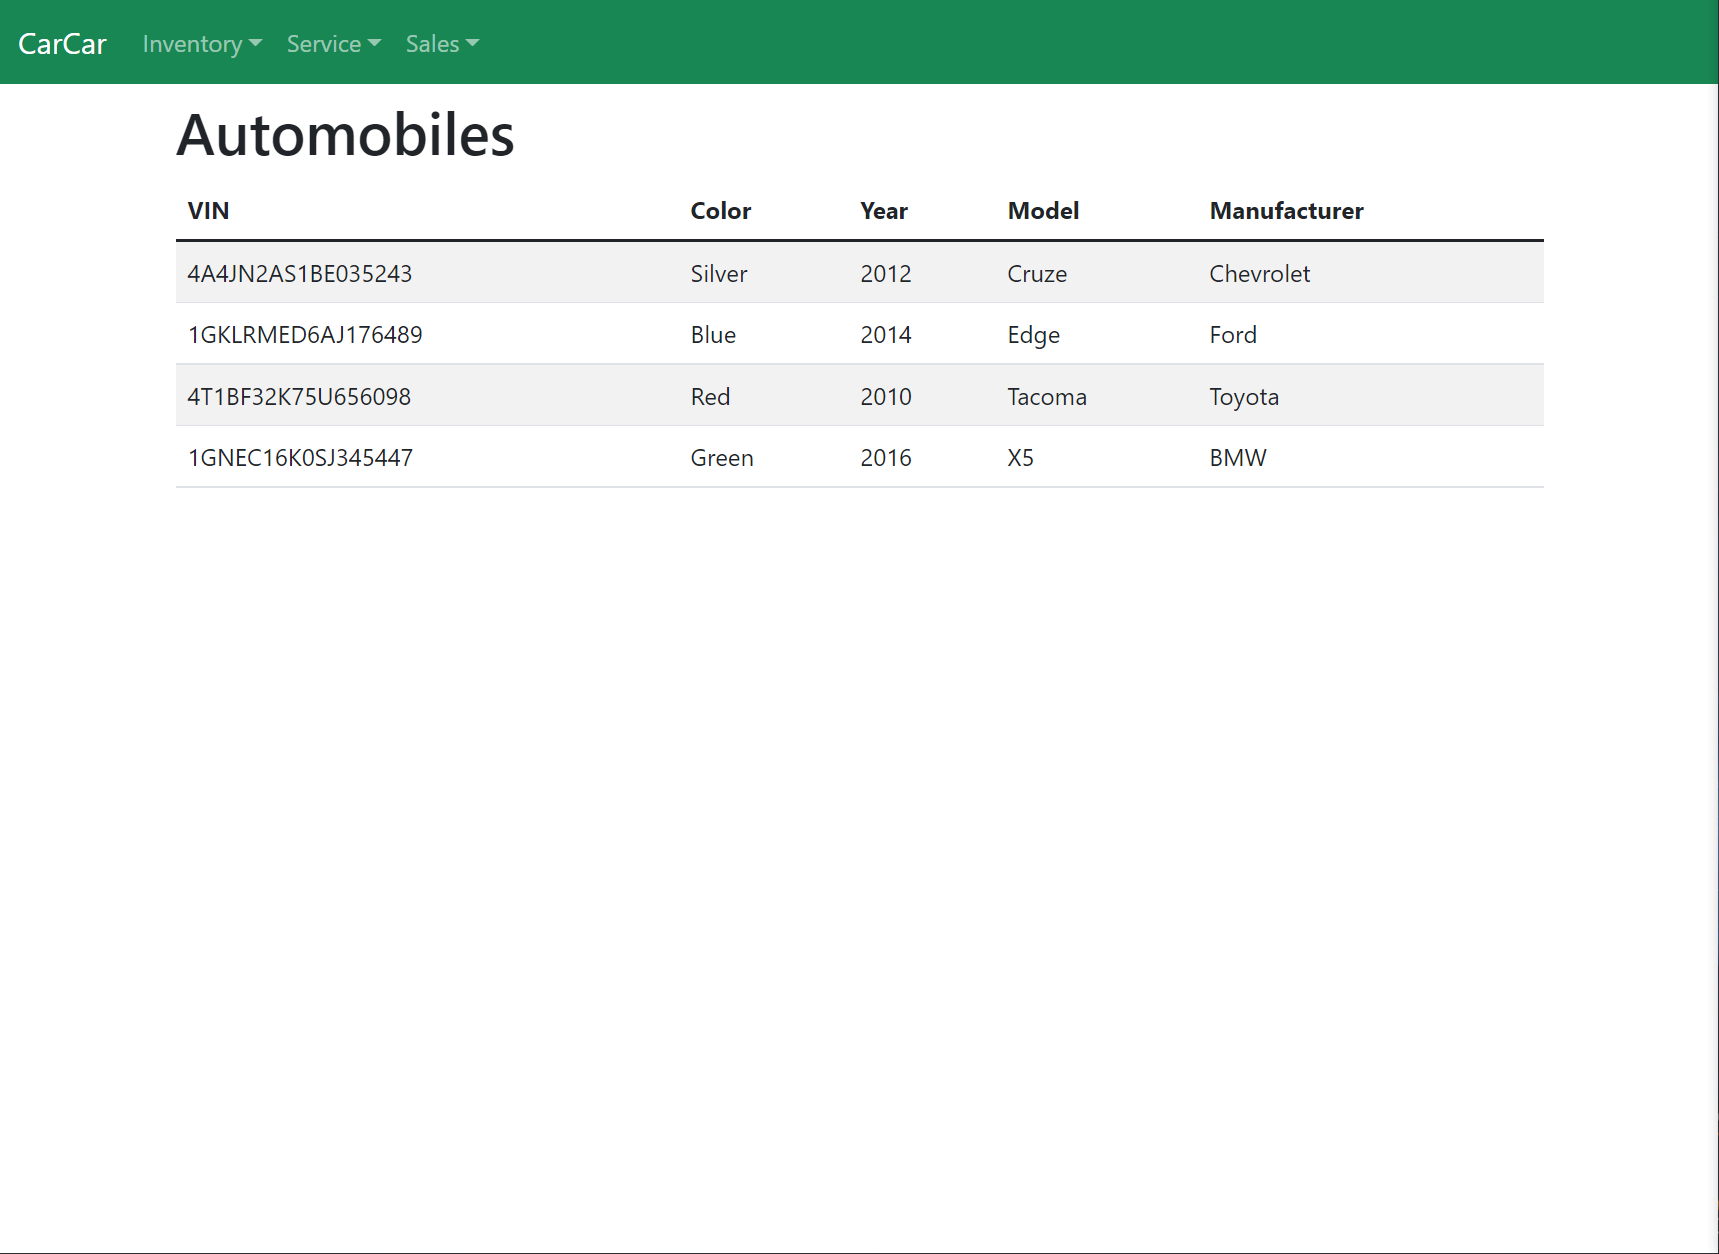 CarCar Inventory Service Sales
Automobiles
VIN Color Year Model Manufacturer
4A4JN2AS1BE035243 Silver 2012 Cruze Chevrolet
1GKLRMED6AJ176489 Blue 2014 Edge Ford
4T1BF32K75U656098 Red 2010 Tacoma Toyota
1GNEC16K0SJ345447 Green 2016 X5 BMW